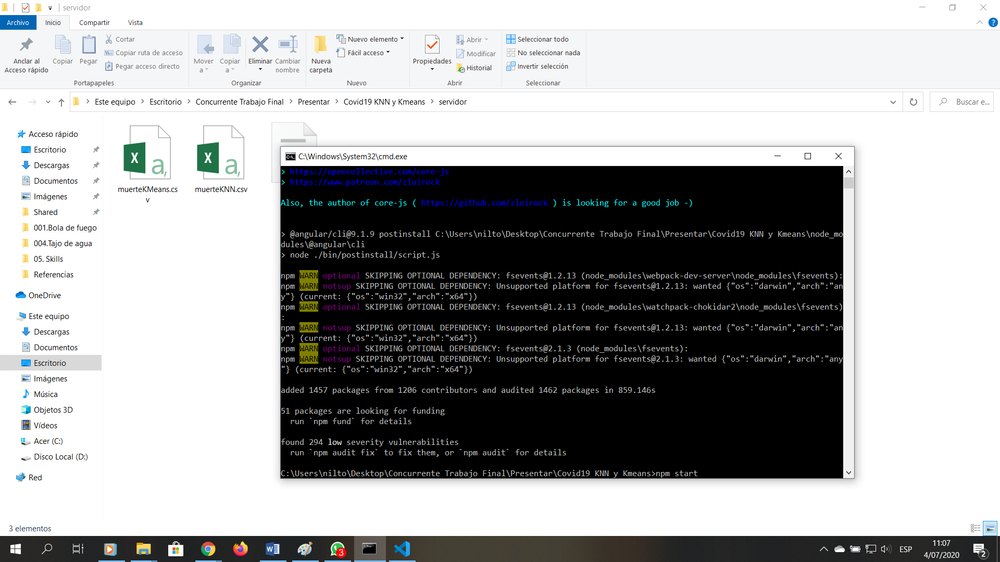 servidor
Archivo
Inicio
Compartir
Vista
Anclar al
Acceso rápido
Copiar
Pegar
Cortar
Copiar ruta de acceso
Pegar acceso directo
Portapapeles
Mover
a
Copiar
a
Eliminar
Cambiar
nombre
Organizar
Nueva
carpeta
Nuevo elemento
Fácil acceso
Nuevo
Propiedades
Abrir
Modificar
Historial
Abrir
Seleccionar todo
No seleccionar nada
Invertir selección
Seleccionar
Este equipo > Escritorio > Concurrente Trabajo Final > Presentar > Covid19 KNN y Kmeans > servidor
Buscar e...
Acceso rápido
Escritorio
Descargas
Documentos
Imágenes
Shared
001.Bola de fuego
004.Tajo de agua
05. Skills
Referencias
OneDrive
Este equipo
Descargas
Documentos
Escritorio
Imágenes
Música
Objetos 3D
Vídeos
Acer (C:)
Disco Local (D:)
Red
muerteKMeans.cs
v
muerteKNN.csv
C:\Windows\System32\cmd.exe
> https://opencollective.com/core-js
> https://www.patreon.com/zloirock
Also, the author of core-js ( https://github.com/zloirock ) is looking for a good job -)
> @angular/cli@9.1.9 postinstall C:\Users\nilto\Desktop\Concurrente Trabajo Final\Presentar\Covid19 KNN y Kmeans\node_mo
dules\@angular\cli
> node ./bin/postinstall/script.js
npm WARN optional SKIPPING OPTIONAL DEPENDENCY: fsevents@1.2.13 (node_modules\webpack-dev-server\node_modules\fsevents):
npm WARN notsup SKIPPING OPTIONAL DEPENDENCY: Unsupported platform for fsevents@1.2.13: wanted {"os":"darwin","arch":"an
y"} (current: {"os":"win32","arch":"x64"})
npm WARN optional SKIPPING OPTIONAL DEPENDENCY: fsevents@1.2.13 (node_modules\watchpack-chokidar2\node_modules\fsevents)
:
npm WARN notsup SKIPPING OPTIONAL DEPENDENCY: Unsupported platform for fsevents@1.2.13: wanted {"os":"darwin","arch":"an
y"} (current: {"os":"win32","arch":"x64"})
npm WARN optional SKIPPING OPTIONAL DEPENDENCY: fsevents@2.1.3 (node_modules\fsevents):
npm WARN notsup SKIPPING OPTIONAL DEPENDENCY: Unsupported platform for fsevents@2.1.3: wanted {"os":"darwin","arch":"any
"} (current: {"os":"win32","arch":"x64"})
added 1457 packages from 1206 contributors and audited 1462 packages in 859.146s
51 packages are looking for funding
run `npm fund` for details
found 294 low severity vulnerabilities
run `npm audit fix` to fix them, or `npm audit` for details
C:\Users\nilto\Desktop\Concurrente Trabajo Final\Presentar\Covid19 KNN y Kmeans>npm start
3 elementos
3
ESP
11:07
4/07/2020
2